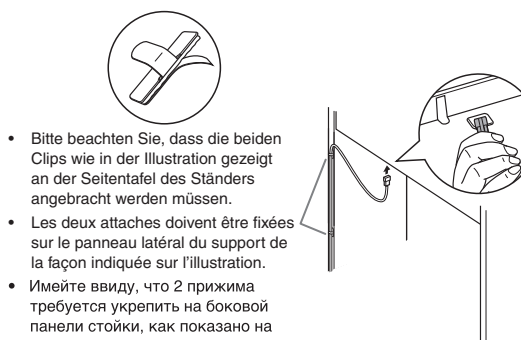 • Bitte beachten Sie, dass die beiden
Clips wie in der Illustration gezeigt
an der Seitentafel des Ständers
angebracht werden müssen.
• Les deux attaches doivent être fixées
sur le panneau latéral du support de
la façon indiquée sur l'illustration.
• Имейте ввиду, что 2 прижима
требуется укрепить на боковой
панели стойки, как показано на